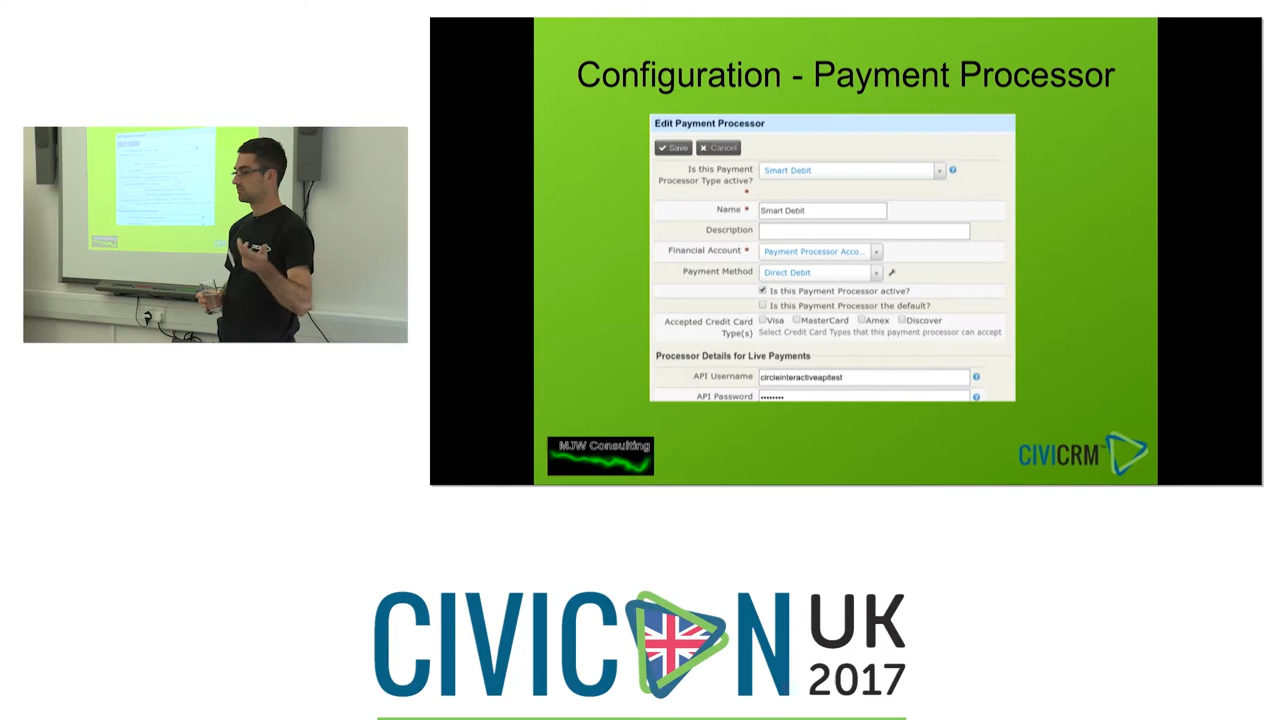 Configuration - Payment Processor
Edit Payment Processor
Save Cancel
Is this Payment Processor Type active? * Smart Debit
Name * Smart Debit
Description
Financial Account * Payment Processor Acco...
Payment Method Direct Debit
Is this Payment Processor active?
Is this Payment Processor the default?
Accepted Credit Card Type(s) Visa MasterCard Amex Discover
Select Credit Card Types that this payment processor can accept
Processor Details for Live Payments
API Username circleinteractiveapitest
API Password ••••••••
MJW Consulting
CIVICRM™
CIVICON UK
2017